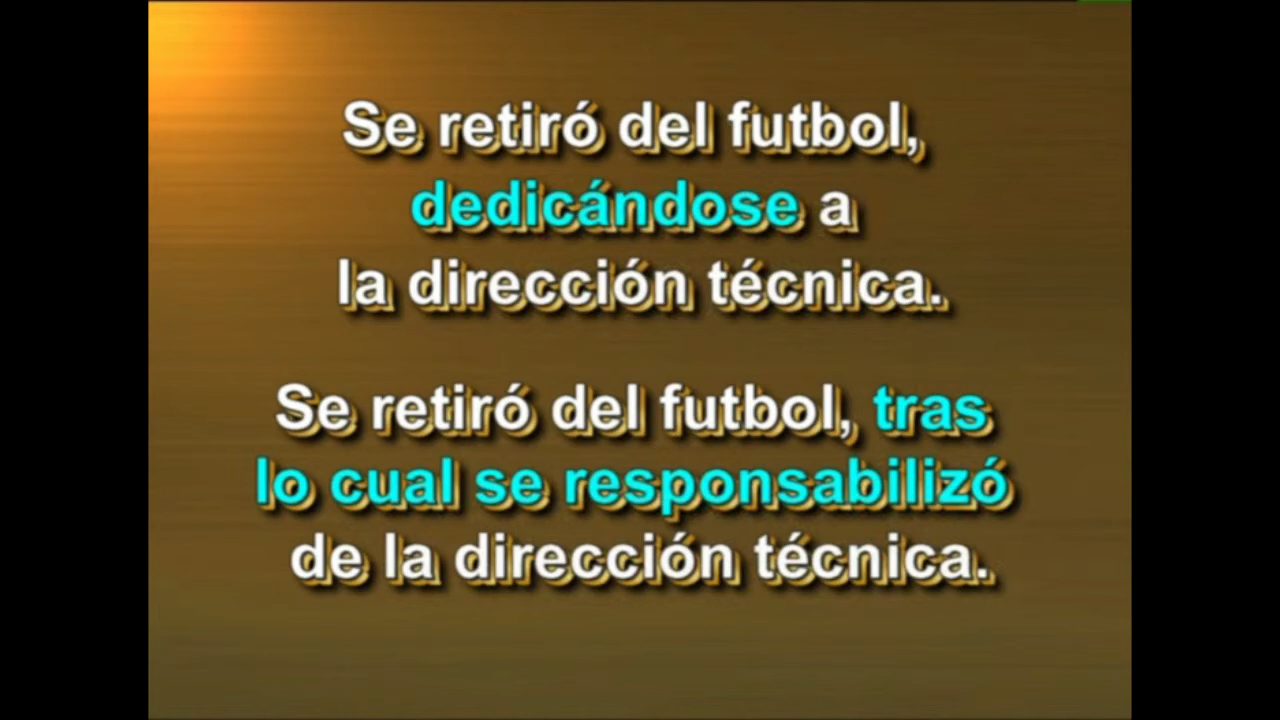 Se retiró del futbol,
dedicándose a
la dirección técnica.
Se retiró del futbol, tras
lo cual se responsabilizó
de la dirección técnica.